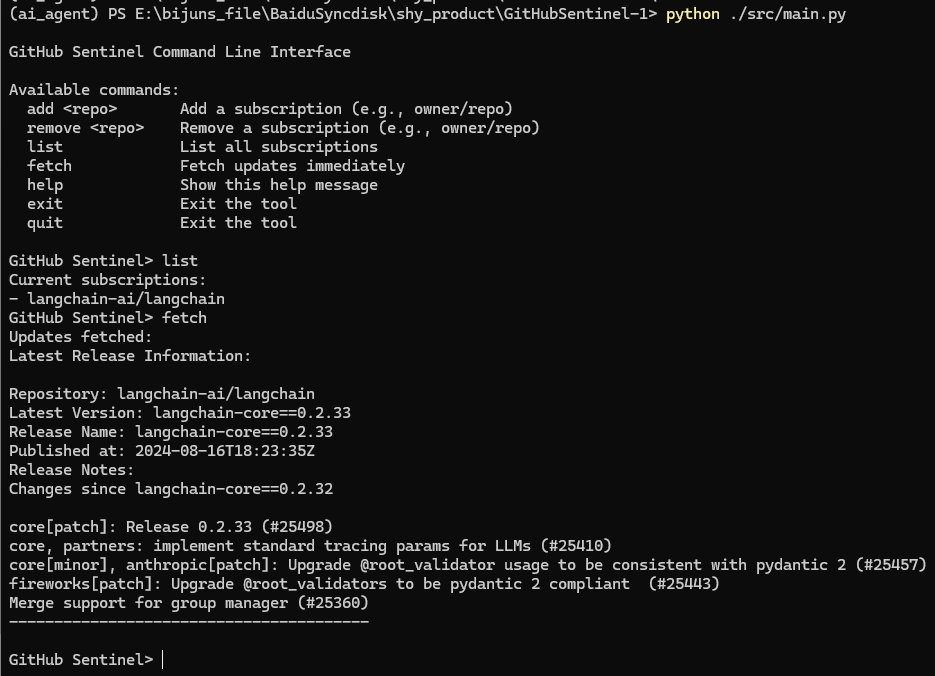 (ai_agent) PS E:\bijuns_file\BaiduSyncdisk\shy_product\GitHubSentinel-1> python ./src/main.py
GitHub Sentinel Command Line Interface
Available commands:
add <repo> Add a subscription (e.g., owner/repo)
remove <repo> Remove a subscription (e.g., owner/repo)
list List all subscriptions
fetch Fetch updates immediately
help Show this help message
exit Exit the tool
quit Exit the tool
GitHub Sentinel> list
Current subscriptions:
- langchain-ai/langchain
GitHub Sentinel> fetch
Updates fetched:
Latest Release Information:
Repository: langchain-ai/langchain
Latest Version: langchain-core==0.2.33
Release Name: langchain-core==0.2.33
Published at: 2024-08-16T18:23:35Z
Release Notes:
Changes since langchain-core==0.2.32
core[patch]: Release 0.2.33 (#25498)
core, partners: implement standard tracing params for LLMs (#25410)
core[minor], anthropic[patch]: Upgrade @root_validator usage to be consistent with pydantic 2 (#25457)
fireworks[patch]: Upgrade @root_validators to be pydantic 2 compliant  (#25443)
Merge support for group manager (#25360)
----------------------------------------
GitHub Sentinel>